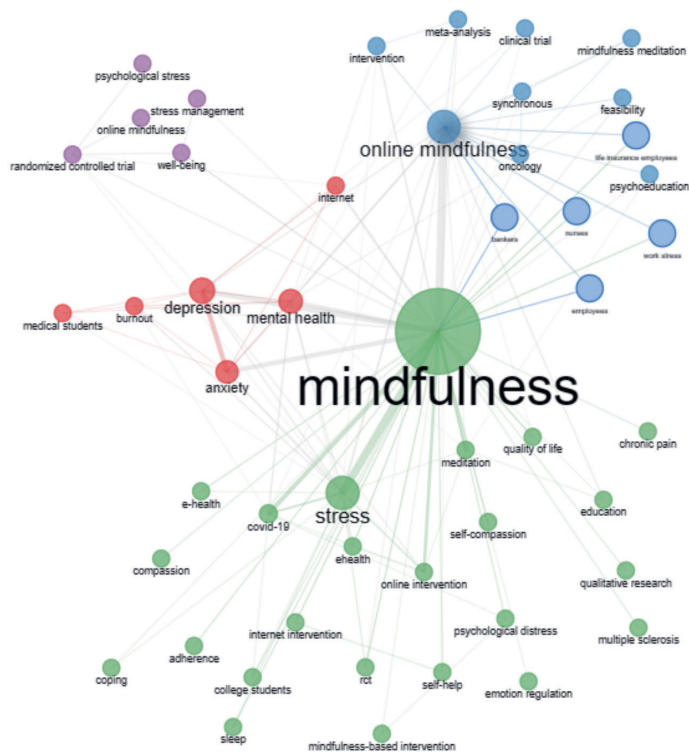 meta-analysis
clinical trial
intervention
mindfulness meditation
psychological stress
stress management
synchronous
feasibility
online mindfulness
online mindfulness
life insurance employees
randomized controlled trial
well-being
oncology
internet
psychoeducation
bankers
nurses
work stress
depression
mental health
employees
medical students
burnout
anxiety
mindfulness
chronic pain
quality of life
meditation
e-health
covid-19
stress
education
self-compassion
ehealth
compassion
online intervention
qualitative research
internet intervention
psychological distress
multiple sclerosis
adherence
coping
college students
rct
self-help
emotion regulation
sleep
mindfulness-based intervention